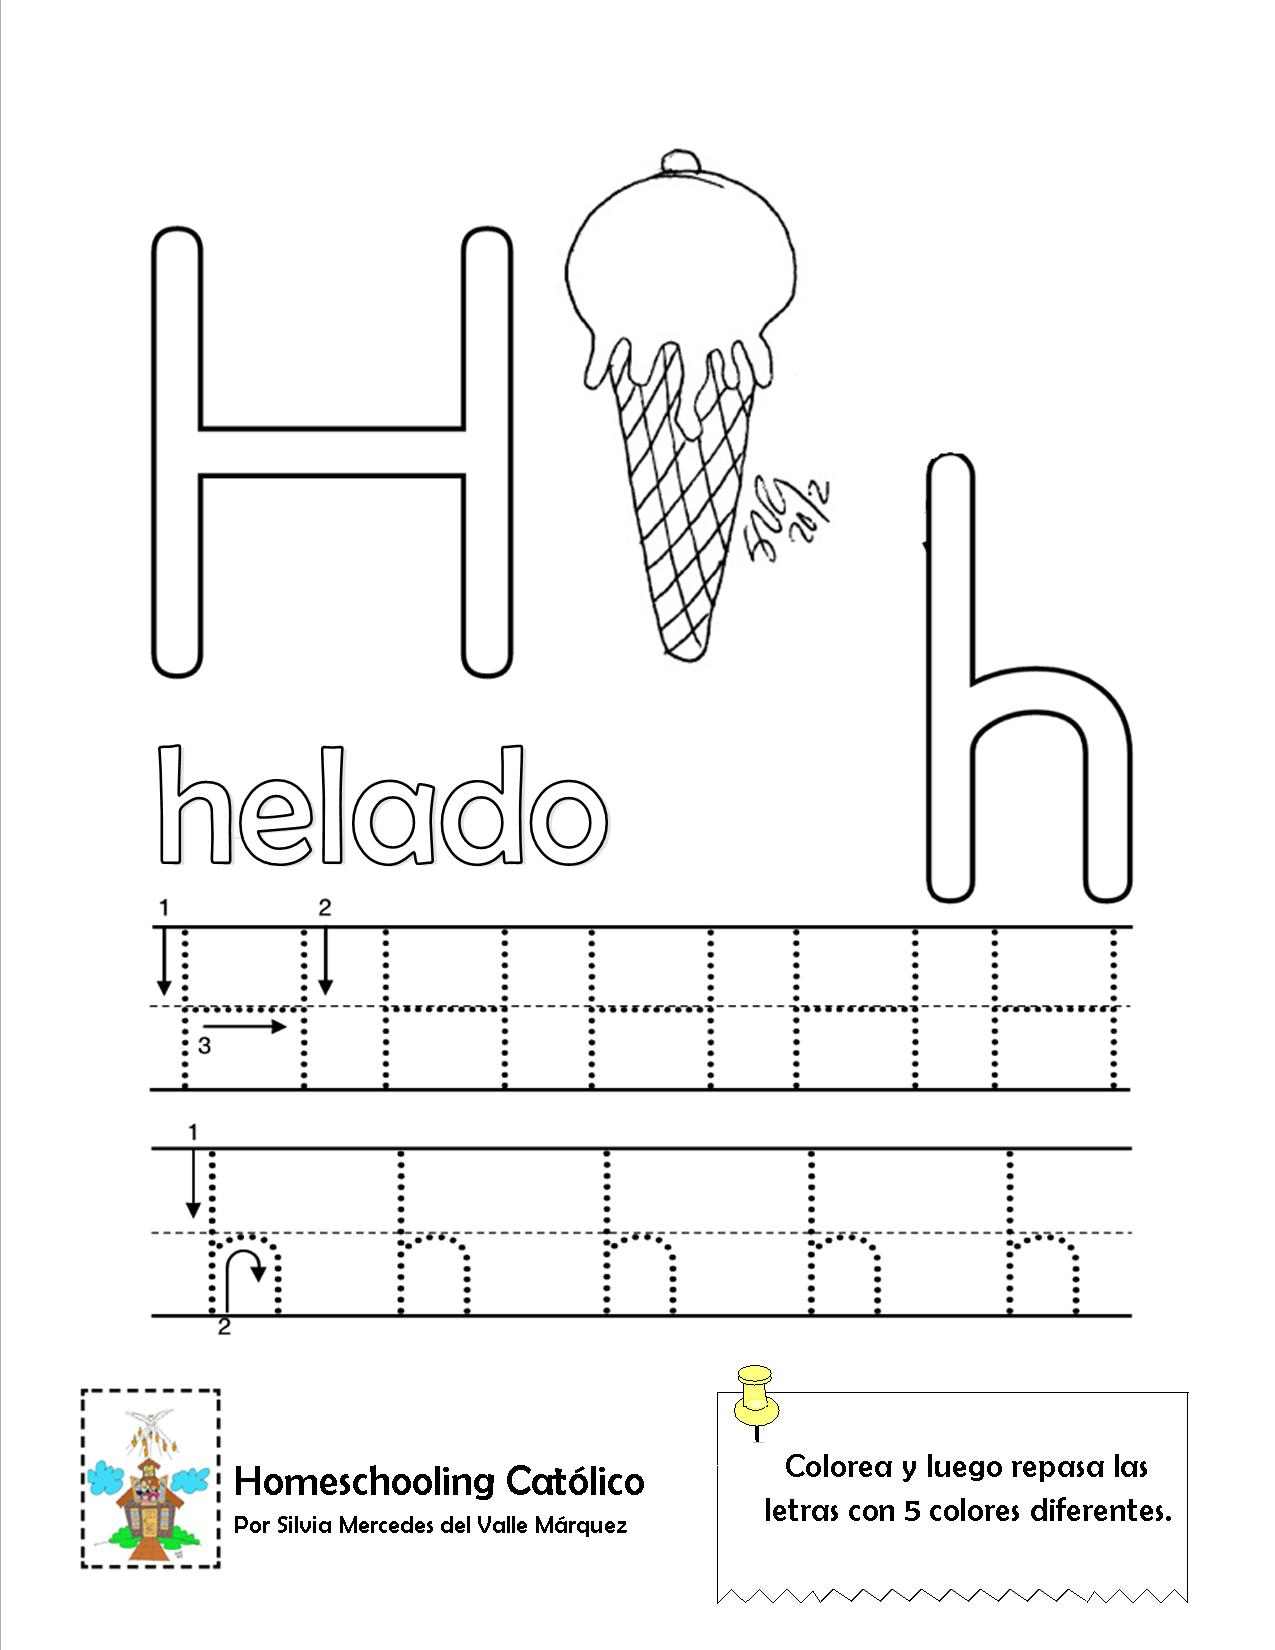 H
h
helado
1 2
3
H H H H H
1
h h h h h
2
Homeschooling Católico
Por Silvia Mercedes del Valle Márquez
Colorea y luego repasa las
letras con 5 colores diferentes.